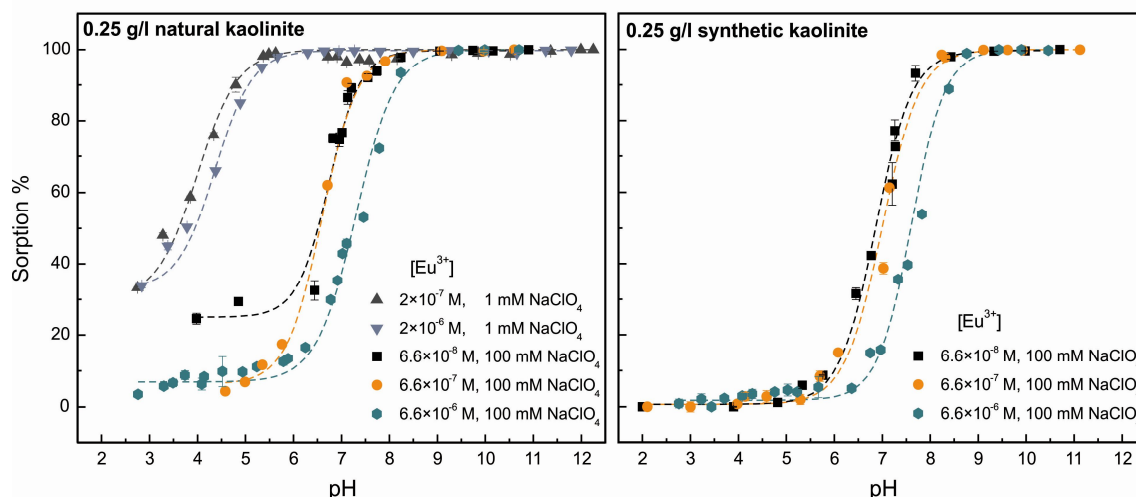 0.25 g/l natural kaolinite
100
80
60
40
20
0
Sorption %
[Eu³⁺]
2×10⁻⁷ M, 1 mM NaClO₄
2×10⁻⁶ M, 1 mM NaClO₄
6.6×10⁻⁸ M, 100 mM NaClO₄
6.6×10⁻⁷ M, 100 mM NaClO₄
6.6×10⁻⁶ M, 100 mM NaClO₄
2 3 4 5 6 7 8 9 10 11 12
pH
0.25 g/l synthetic kaolinite
[Eu³⁺]
6.6×10⁻⁸ M, 100 mM NaClO₄
6.6×10⁻⁷ M, 100 mM NaClO₄
6.6×10⁻⁶ M, 100 mM NaClO₄
2 3 4 5 6 7 8 9 10 11 12
pH